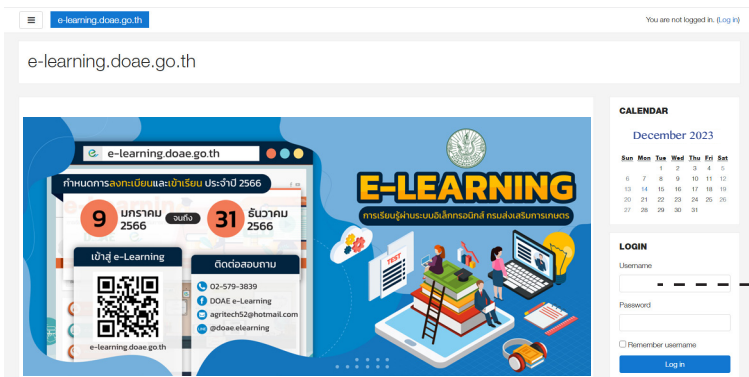 e-learning.doae.go.th
You are not logged in. (Log in)
e-learning.doae.go.th
e-learning.doae.go.th
กำหนดการลงทะเบียนและเข้าเรียน ประจำปี 2566
9 มกราคม 2566 จนถึง 31 ธันวาคม 2566
เข้าสู่ e-Learning
e-learning.doae.go.th
ติดต่อสอบถาม
02-579-3839
DOAE e-Learning
agritech52@hotmail.com
@doae.elearning
E-LEARNING
การเรียนรู้ผ่านระบบอิเล็กทรอนิกส์ กรมส่งเสริมการเกษตร
TEST
CALENDAR
December 2023
Sun Mon Tue Wed Thu Fri Sat
1 2 3 4 5
6 7 8 9 10 11 12
13 14 15 16 17 18 19
20 21 22 23 24 25 26
27 28 29 30 31
LOGIN
Username
Password
Remember username
Log in